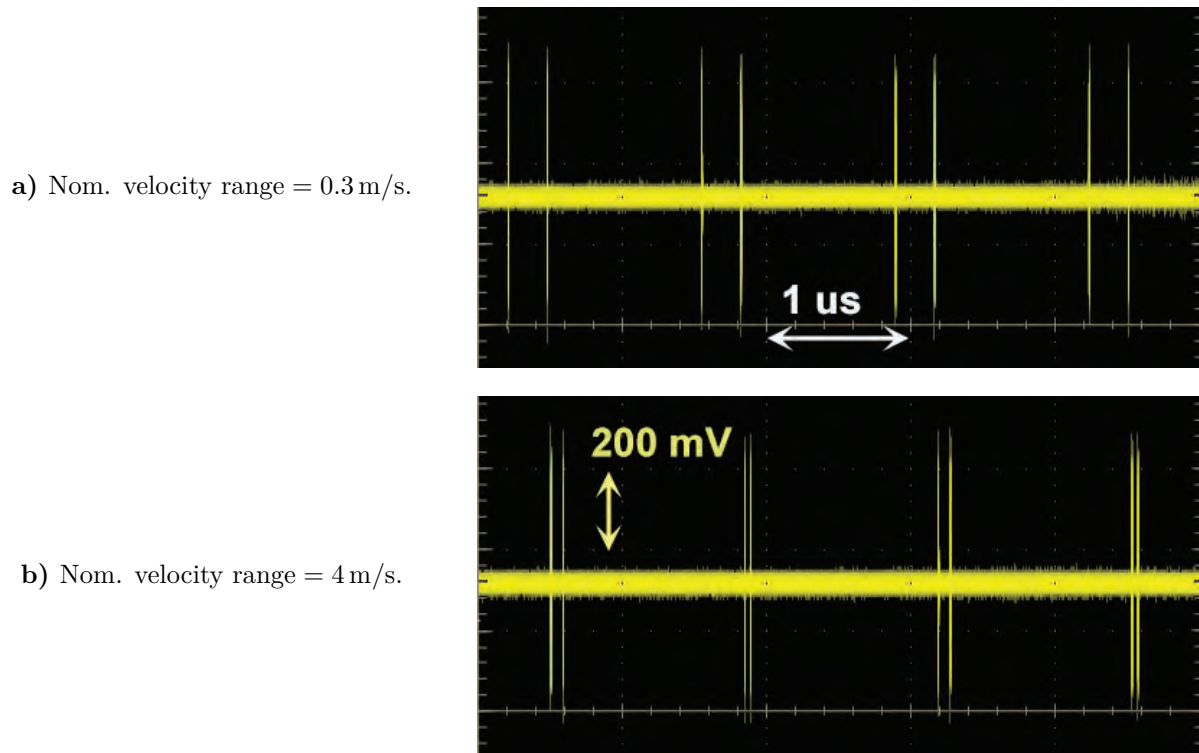 a) Nom. velocity range = 0.3 m/s.
1 us
200 mV
b) Nom. velocity range = 4 m/s.